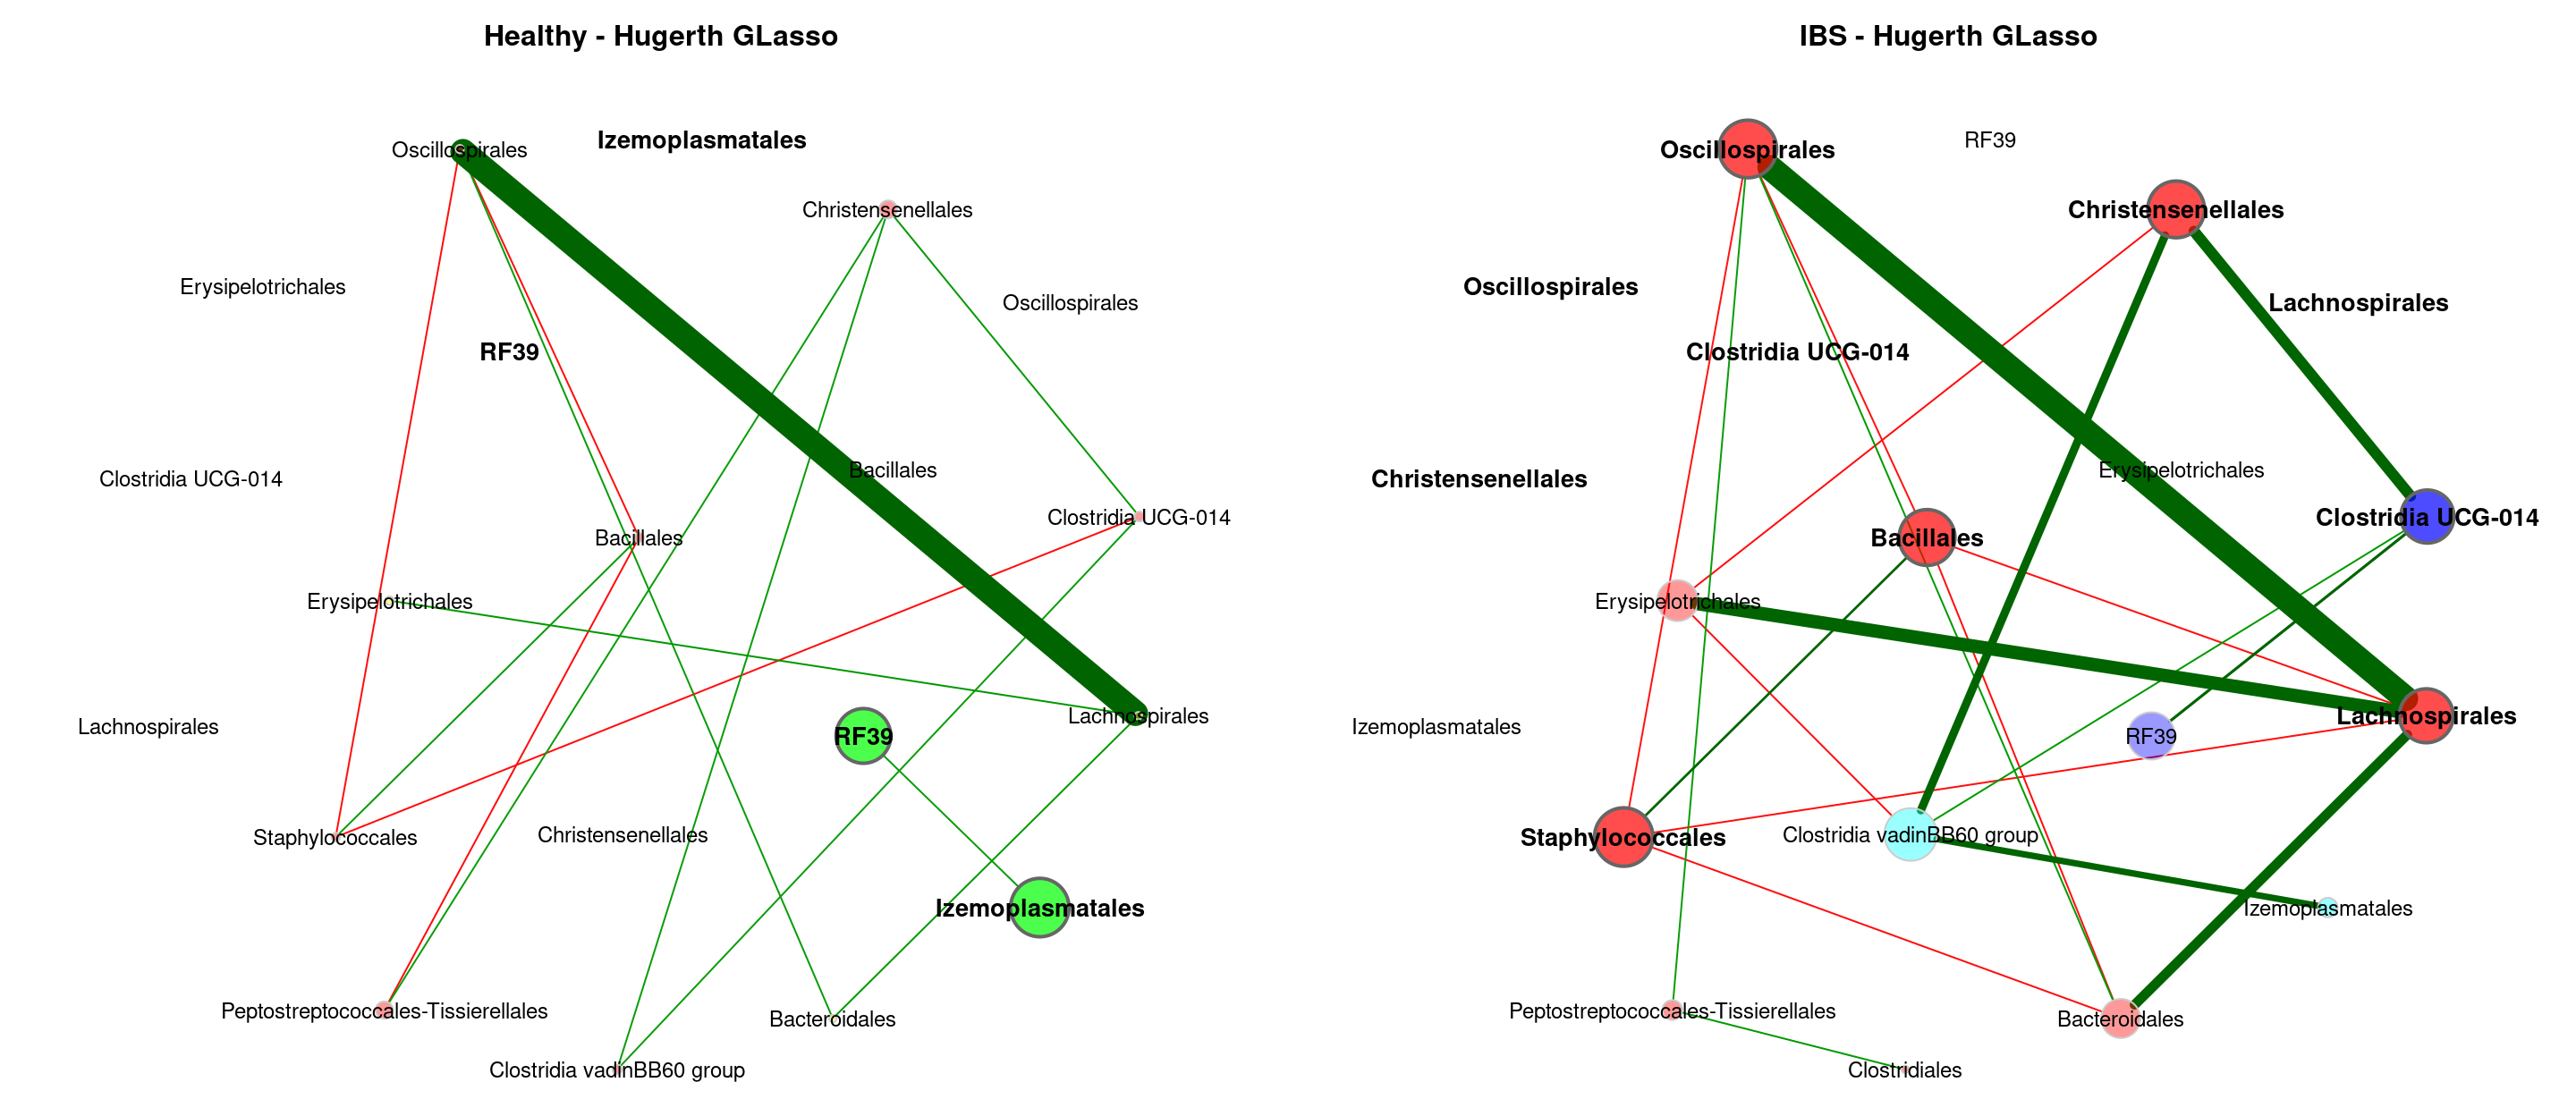 Healthy - Hugerth GLasso
Oscillospirales
Izemoplasmatales
Christensenellales
Erysipelotrichales
Oscillospirales
RF39
Bacillales
Clostridia UCG-014
Clostridia UCG-014
Bacillales
Erysipelotrichales
Lachnospirales
Lachnospirales
RF39
Staphylococcales
Christensenellales
Izemoplasmatales
Peptostreptococcales-Tissierellales
Bacteroidales
Clostridia vadinBB60 group
IBS - Hugerth GLasso
Oscillospirales
RF39
Christensenellales
Oscillospirales
Lachnospirales
Clostridia UCG-014
Erysipelotrichales
Christensenellales
Clostridia UCG-014
Bacillales
Erysipelotrichales
Lachnospirales
Izemoplasmatales
RF39
Staphylococcales
Clostridia vadinBB60 group
Izemoplasmatales
Peptostreptococcales-Tissierellales
Bacteroidales
Clostridiales